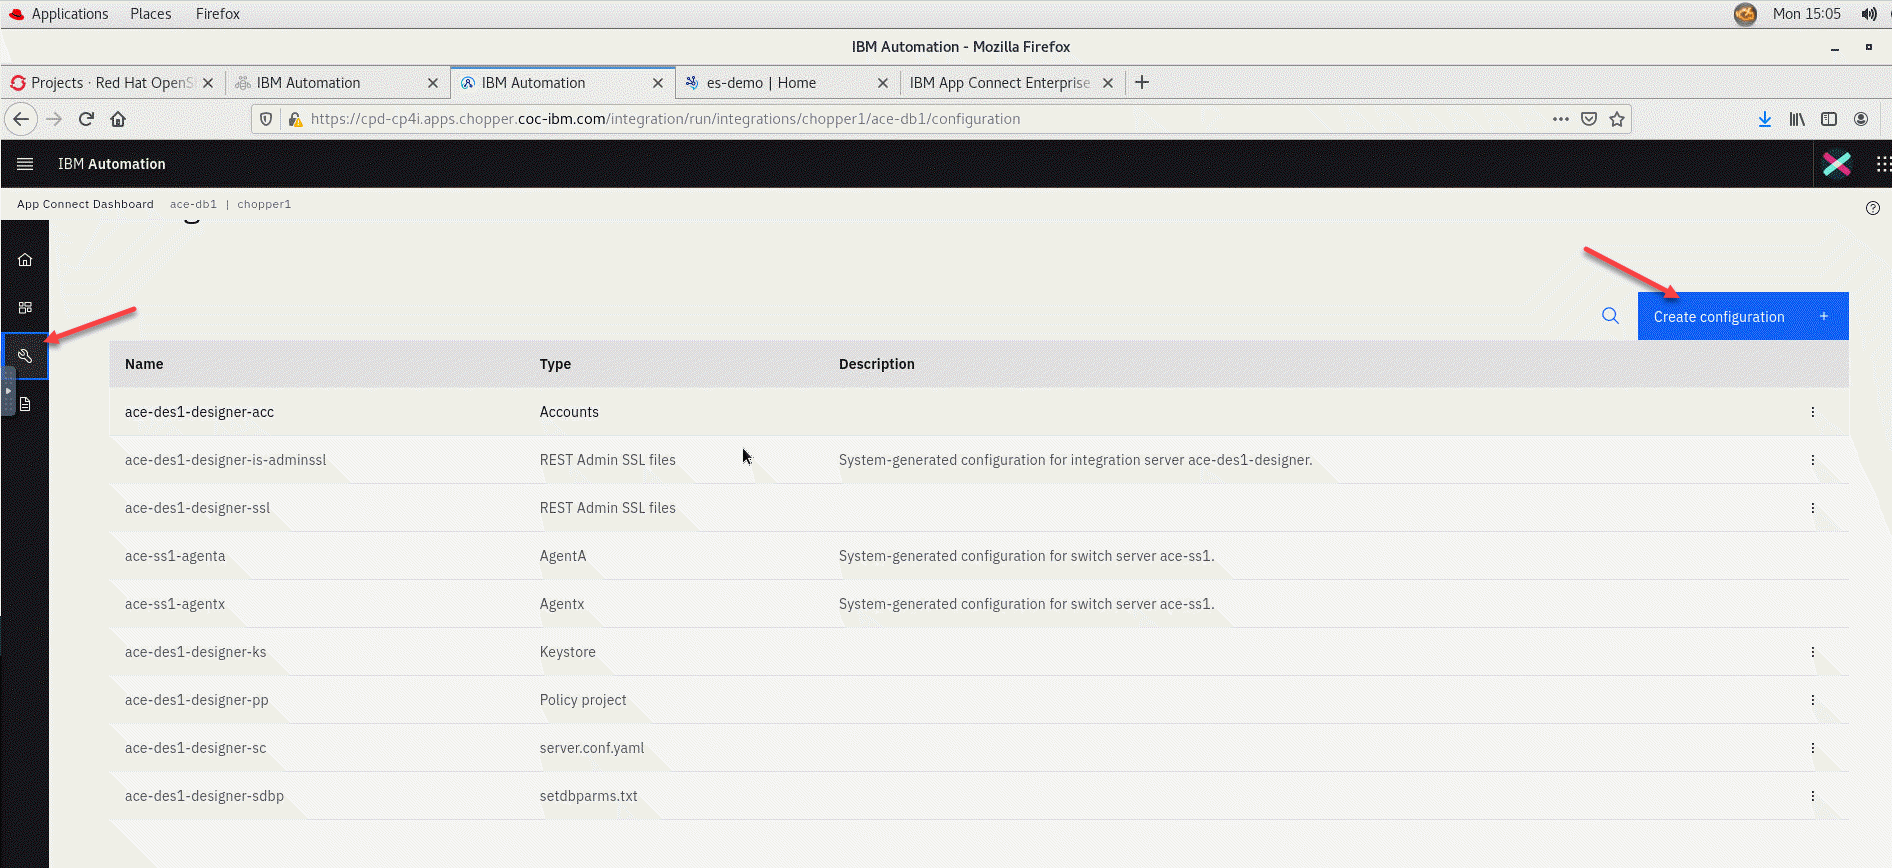 Applications Places Firefox Mon 15:05
IBM Automation - Mozilla Firefox
Projects · Red Hat OpenS IBM Automation IBM Automation es-demo | Home IBM App Connect Enterprise
https://cpd-cp4i.apps.chopper.coc-ibm.com/integration/run/integrations/chopper1/ace-db1/configuration
IBM Automation
App Connect Dashboard ace-db1 | chopper1
Create configuration +
Name Type Description
ace-des1-designer-acc Accounts
ace-des1-designer-is-adminssl REST Admin SSL files System-generated configuration for integration server ace-des1-designer.
ace-des1-designer-ssl REST Admin SSL files
ace-ss1-agenta AgentA System-generated configuration for switch server ace-ss1.
ace-ss1-agentx Agentx System-generated configuration for switch server ace-ss1.
ace-des1-designer-ks Keystore
ace-des1-designer-pp Policy project
ace-des1-designer-sc server.conf.yaml
ace-des1-designer-sdbp setdbparms.txt